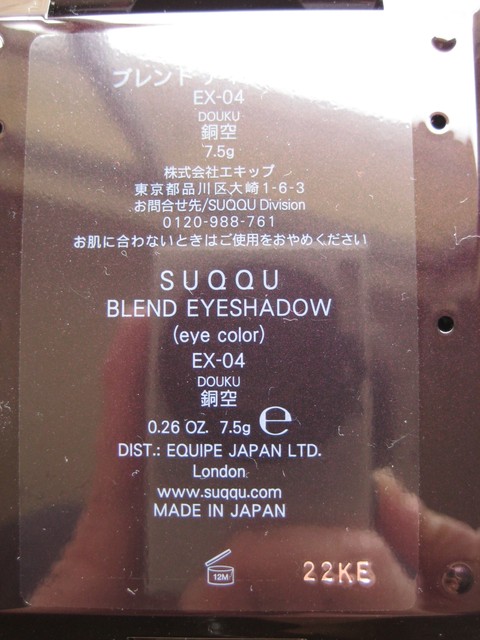 ブレンド
EX-04
DOUKU
銅空
7.5g
株式会社エキップ
東京都品川区大崎1-6-3
お問合せ先/SUQQU Division
0120-988-761
お肌に合わないときはご使用をおやめください
SUQQU
BLEND EYESHADOW
(eye color)
EX-04
DOUKU
銅空
0.26 OZ. 7.5g e
DIST.: EQUIPE JAPAN LTD.
London
www.suqqu.com
MADE IN JAPAN
12M
22KE